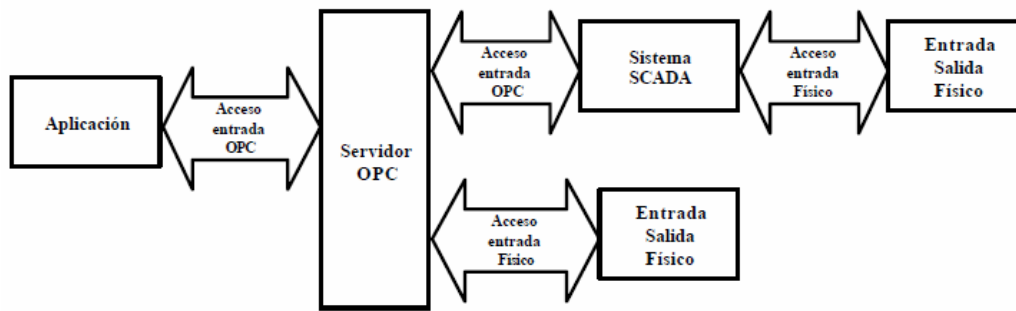 Aplicación
Acceso
entrada
OPC
Servidor
OPC
Acceso
entrada
OPC
Sistema
SCADA
Acceso
entrada
Físico
Entrada
Salida
Físico
Acceso
entrada
Físico
Entrada
Salida
Físico